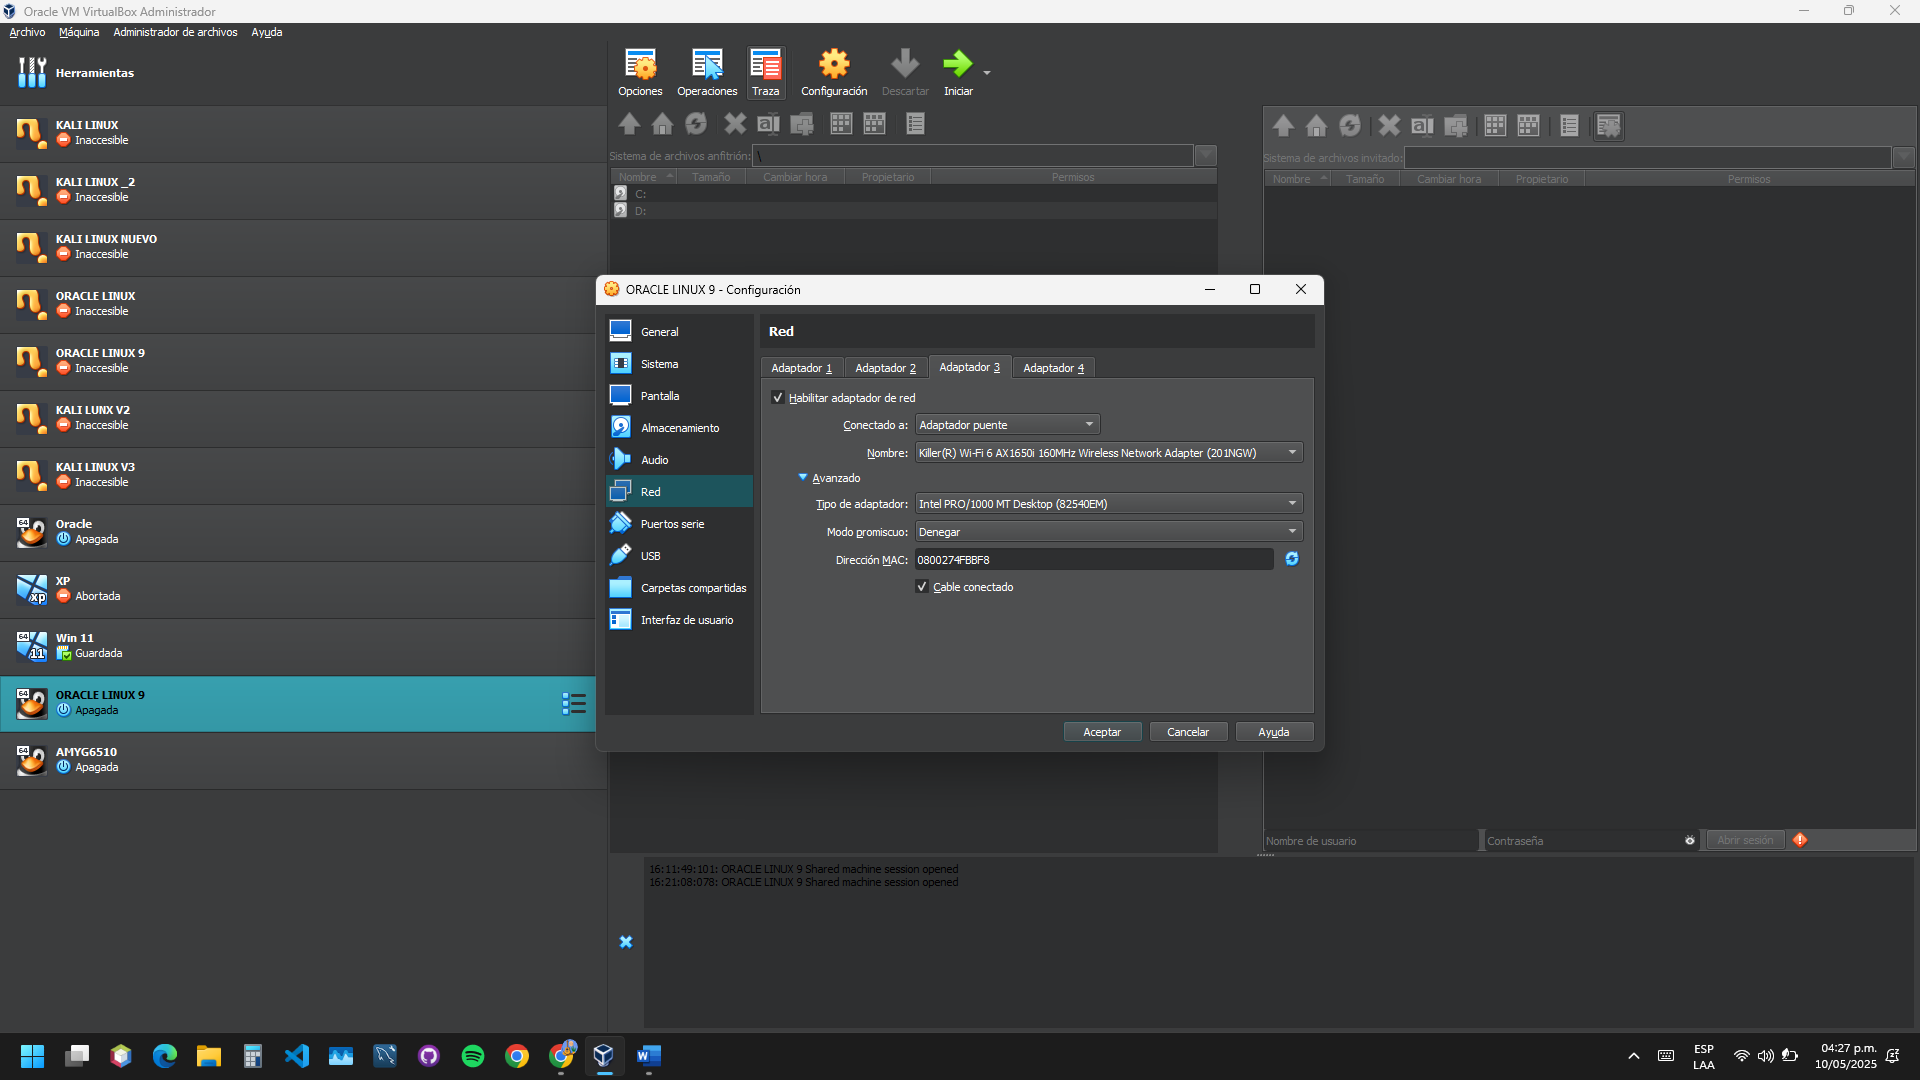 Oracle VM VirtualBox Administrador
Archivo Máquina Administrador de archivos Ayuda
Herramientas
Opciones Operaciones Traza Configuración Descartar Iniciar
KALI LINUX
Inaccesible
KALI LINUX _2
Inaccesible
KALI LINUX NUEVO
Inaccesible
ORACLE LINUX
Inaccesible
ORACLE LINUX 9
Inaccesible
KALI LUNX V2
Inaccesible
KALI LINUX V3
Inaccesible
64
Oracle
Apagada
xp
XP
Abortada
64
11
Win 11
Guardada
64
ORACLE LINUX 9
Apagada
64
AMYG6510
Apagada
Sistema de archivos anfitrión: \
Nombre Tamaño Cambiar hora Propietario Permisos
C:
D:
Sistema de archivos invitado:
Nombre Tamaño Cambiar hora Propietario Permisos
ORACLE LINUX 9 - Configuración
General
Sistema
Pantalla
Almacenamiento
Audio
Red
Puertos serie
USB
Carpetas compartidas
Interfaz de usuario
Red
Adaptador 1 Adaptador 2 Adaptador 3 Adaptador 4
Habilitar adaptador de red
Conectado a: Adaptador puente
Nombre: Killer(R) Wi-Fi 6 AX1650i 160MHz Wireless Network Adapter (201NGW)
Avanzado
Tipo de adaptador: Intel PRO/1000 MT Desktop (82540EM)
Modo promiscuo: Denegar
Dirección MAC: 0800274FBBF8
Cable conectado
Aceptar Cancelar Ayuda
Nombre de usuario Contraseña Abrir sesión
16:11:49:101: ORACLE LINUX 9 Shared machine session opened
16:21:08:078: ORACLE LINUX 9 Shared machine session opened
ESP
LAA
04:27 p.m.
10/05/2025